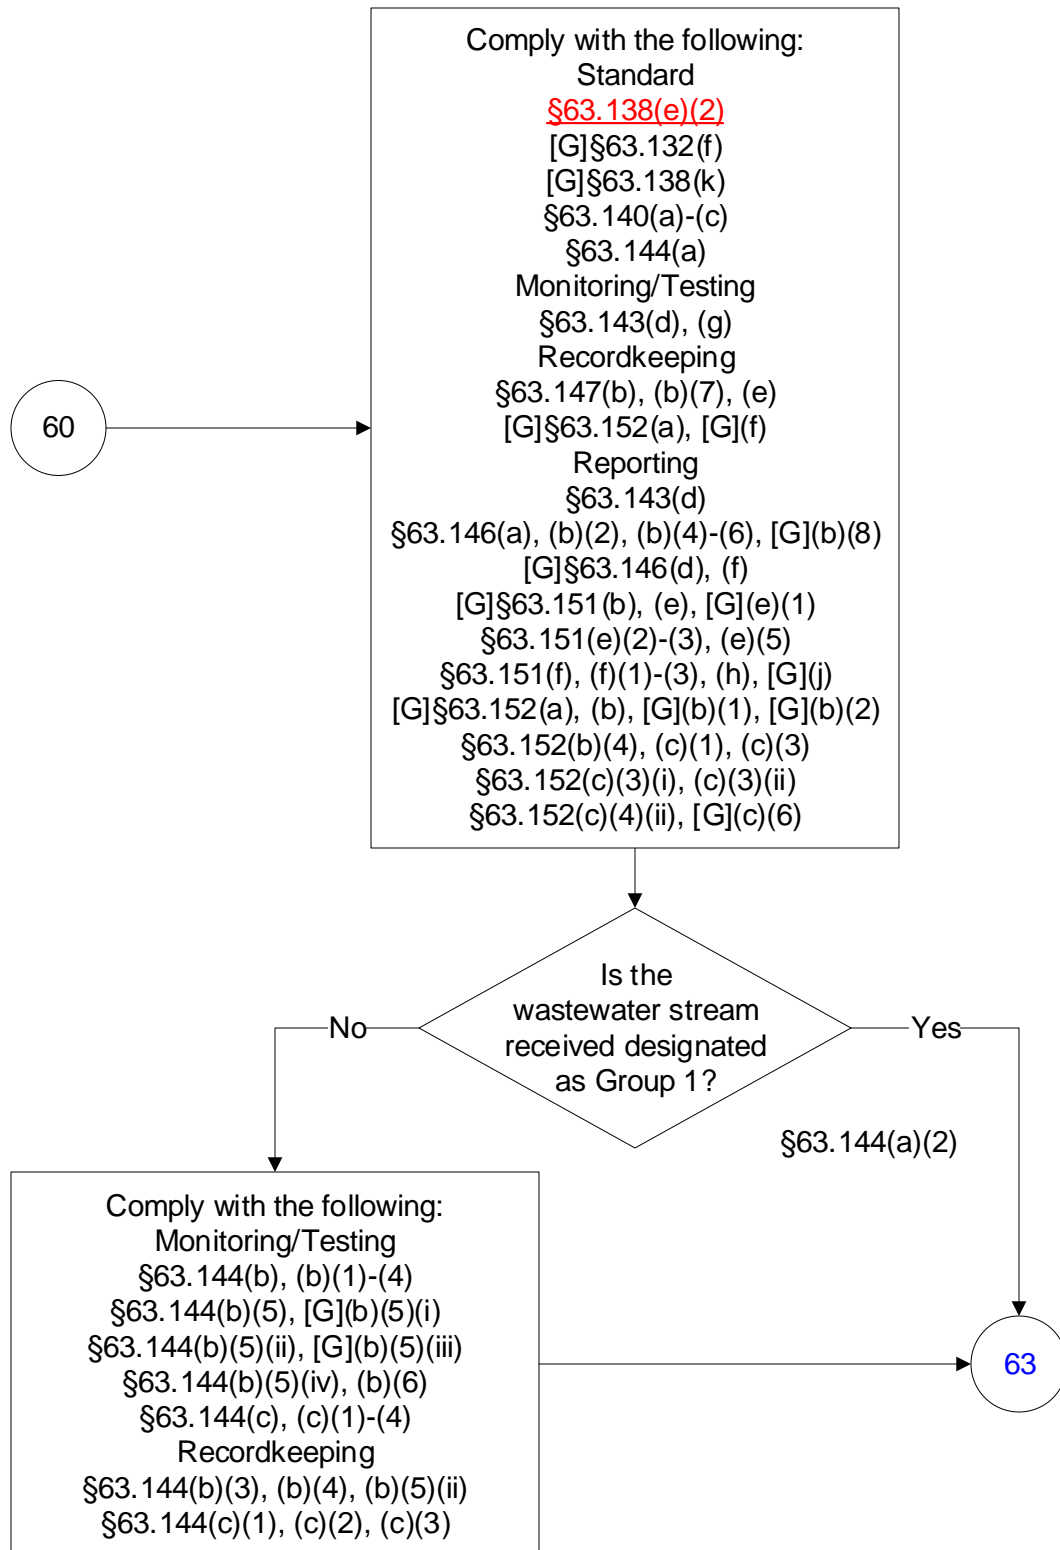 60
Comply with the following:
Standard
§63.138(e)(2)
[G]§63.132(f)
[G]§63.138(k)
§63.140(a)-(c)
§63.144(a)
Monitoring/Testing
§63.143(d), (g)
Recordkeeping
§63.147(b), (b)(7), (e)
[G]§63.152(a), [G](f)
Reporting
§63.143(d)
§63.146(a), (b)(2), (b)(4)-(6), [G](b)(8)
[G]§63.146(d), (f)
[G]§63.151(b), (e), [G](e)(1)
§63.151(e)(2)-(3), (e)(5)
§63.151(f), (f)(1)-(3), (h), [G](j)
[G]§63.152(a), (b), [G](b)(1), [G](b)(2)
§63.152(b)(4), (c)(1), (c)(3)
§63.152(c)(3)(i), (c)(3)(ii)
§63.152(c)(4)(ii), [G](c)(6)
Is the
wastewater stream
received designated
as Group 1?
No
Yes
§63.144(a)(2)
Comply with the following:
Monitoring/Testing
§63.144(b), (b)(1)-(4)
§63.144(b)(5), [G](b)(5)(i)
§63.144(b)(5)(ii), [G](b)(5)(iii)
§63.144(b)(5)(iv), (b)(6)
§63.144(c), (c)(1)-(4)
Recordkeeping
§63.144(b)(3), (b)(4), (b)(5)(ii)
§63.144(c)(1), (c)(2), (c)(3)
63